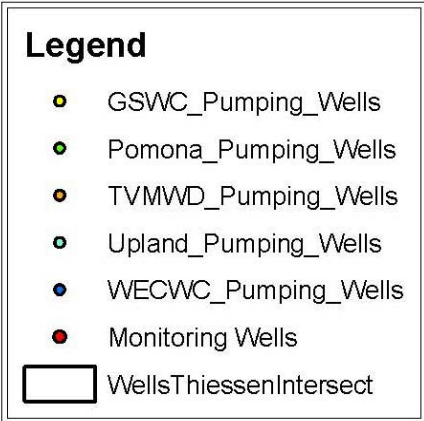 Legend
GSWC_Pumping_Wells
Pomona_Pumping_Wells
TVMWD_Pumping_Wells
Upland_Pumping_Wells
WECWC_Pumping_Wells
Monitoring Wells
WellsThiessenIntersect